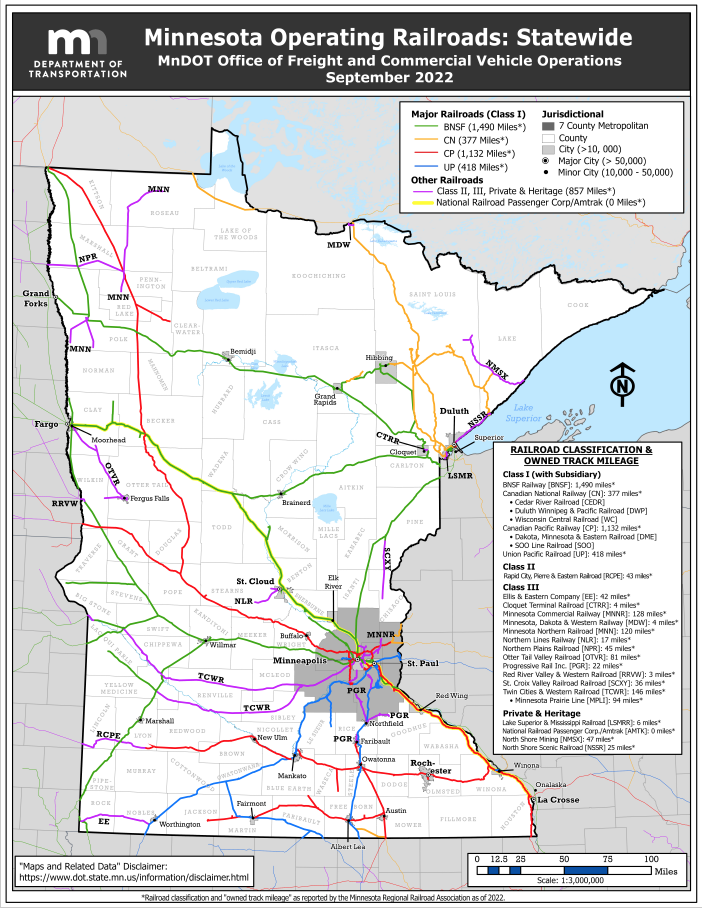 Minnesota Operating Railroads: Statewide
MnDOT Office of Freight and Commercial Vehicle Operations
September 2022
DEPARTMENT OF
TRANSPORTATION
Major Railroads (Class I)
BNSF (1,490 Miles*)
CN (377 Miles*)
CP (1,132 Miles*)
UP (418 Miles*)
Other Railroads
Class II, III, Private & Heritage (857 Miles*)
National Railroad Passenger Corp/Amtrak (0 Miles*)
Jurisdictional
7 County Metropolitan
County
City (>10, 000)
Major City (> 50,000)
Minor City (10,000 - 50,000)
KITTSON
MNN
ROSEAU
LAKE OF
THE WOODS
MDW
MARSHALL
NPR
BELTRAMI
KOOCHICHING
PENN-
INGTON
SAINT LOUIS
COOK
Grand
Forks
MNN
RED
LAKE
CLEAR-
WATER
LAKE
POLK
ITASCA
MNN
Bemidji
Hibbing
NMSX
NORMAN
MAHNOMEN
HUBBARD
Grand
Rapids
CASS
Lake
Superior
N
CLAY
BECKER
Duluth
NSSR
Fargo
Moorhead
CTRR
Superior
Cloquet
WADENA
CROW WING
CARLTON
LSMR
OTVR
WILKIN
OTTER TAIL
AITKIN
Fergus Falls
RRVW
Brainerd
TODD
MILLE
LACS
PINE
GRANT
DOUGLAS
MORRISON
KANABEC
SCXY
TRAVERSE
BENTON
St. Cloud
Elk
River
ISANTI
STEVENS
POPE
STEARNS
NLR
SHERBURNE
CHISAGO
BIG STONE
SWIFT
KANDIYOHI
MEEKER
Buffalo
WRIGHT
MNNR
LAC QUI PARLE
CHIPPEWA
Willmar
Minneapolis
St. Paul
TCWR
MCLEOD
YELLOW
MEDICINE
RENVILLE
TCWR
PGR
Red Wing
LINCOLN
Marshall
SIBLEY
PGR
LYON
REDWOOD
NICOLLET
LE SUEUR
RICE
Northfield
GOODHUE
RCPE
New Ulm
PGR
Faribault
WABASHA
BROWN
Owatonna
Roch-
ester
Winona
PIPE-
STONE
MURRAY
COTTONWOOD
WATONWAN
Mankato
BLUE EARTH
WASECA
STEELE
DODGE
OLMSTED
WINONA
Onalaska
La Crosse
ROCK
NOBLES
JACKSON
Fairmont
FARIBAULT
FREEBORN
Austin
HOUSTON
EE
Worthington
MARTIN
MOWER
FILLMORE
Albert Lea
RAILROAD CLASSIFICATION &
OWNED TRACK MILEAGE
Class I (with Subsidiary)
BNSF Railway [BNSF]: 1,490 miles*
Canadian National Railway [CN]: 377 miles*
• Cedar River Railroad [CEDR]
• Duluth Winnipeg & Pacific Railroad [DWP]
• Wisconsin Central Railroad [WC]
Canadian Pacific Railway [CP]: 1,132 miles*
• Dakota, Minnesota & Eastern Railroad [DME]
• SOO Line Railroad [SOO]
Union Pacific Railroad [UP]: 418 miles*
Class II
Rapid City, Pierre & Eastern Railroad [RCPE]: 43 miles*
Class III
Ellis & Eastern Company [EE]: 42 miles*
Cloquet Terminal Railroad [CTRR]: 4 miles*
Minnesota Commercial Railway [MNNR]: 128 miles*
Minnesota, Dakota & Western Railway [MDW]: 4 miles*
Minnesota Northern Railroad [MNN]: 120 miles*
Northern Lines Railway [NLR]: 17 miles*
Northern Plains Railroad [NPR]: 45 miles*
Otter Tail Valley Railroad [OTVR]: 81 miles*
Progressive Rail Inc. [PGR]: 22 miles*
Red River Valley & Western Railroad [RRVW]: 3 miles*
St. Croix Valley Railroad Railroad [SCXY]: 36 miles*
Twin Cities & Western Railroad [TCWR]: 146 miles*
• Minnesota Prairie Line [MPLI]: 94 miles*
Private & Heritage
Lake Superior & Mississippi Railroad [LSMRR]: 6 miles*
National Railroad Passenger Corp./Amtrak [AMTK]: 0 miles*
North Shore Mining [NMSX]: 47 miles*
North Shore Scenic Railroad [NSSR] 25 miles*
"Maps and Related Data" Disclaimer:
https://www.dot.state.mn.us/information/disclaimer.html
0 12.5 25 50 75 100
Miles
Scale: 1:3,000,000
*Railroad classification and "owned track mileage" as reported by the Minnesota Regional Railroad Association as of 2022.